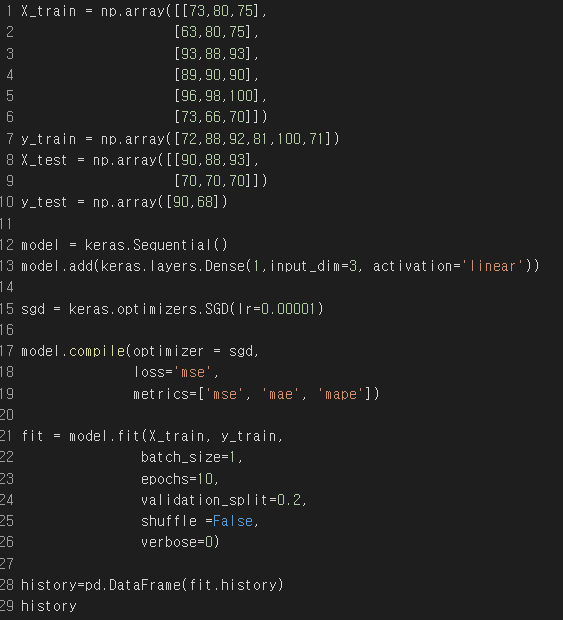 1 X_train = np.array([[73,80,75],
2                    [63,80,75],
3                    [93,88,93],
4                    [89,90,90],
5                    [96,98,100],
6                    [73,66,70]])
7 y_train = np.array([72,88,92,81,100,71])
8 X_test = np.array([[90,88,93],
9                    [70,70,70]])
10 y_test = np.array([90,68])
11
12 model = keras.Sequential()
13 model.add(keras.layers.Dense(1,input_dim=3, activation='linear'))
14
15 sgd = keras.optimizers.SGD(lr=0.00001)
16
17 model.compile(optimizer = sgd,
18               loss='mse',
19               metrics=['mse', 'mae', 'mape'])
20
21 fit = model.fit(X_train, y_train,
22                batch_size=1,
23                epochs=10,
24                validation_split=0.2,
25                shuffle =False,
26                verbose=0)
27
28 history=pd.DataFrame(fit.history)
29 history